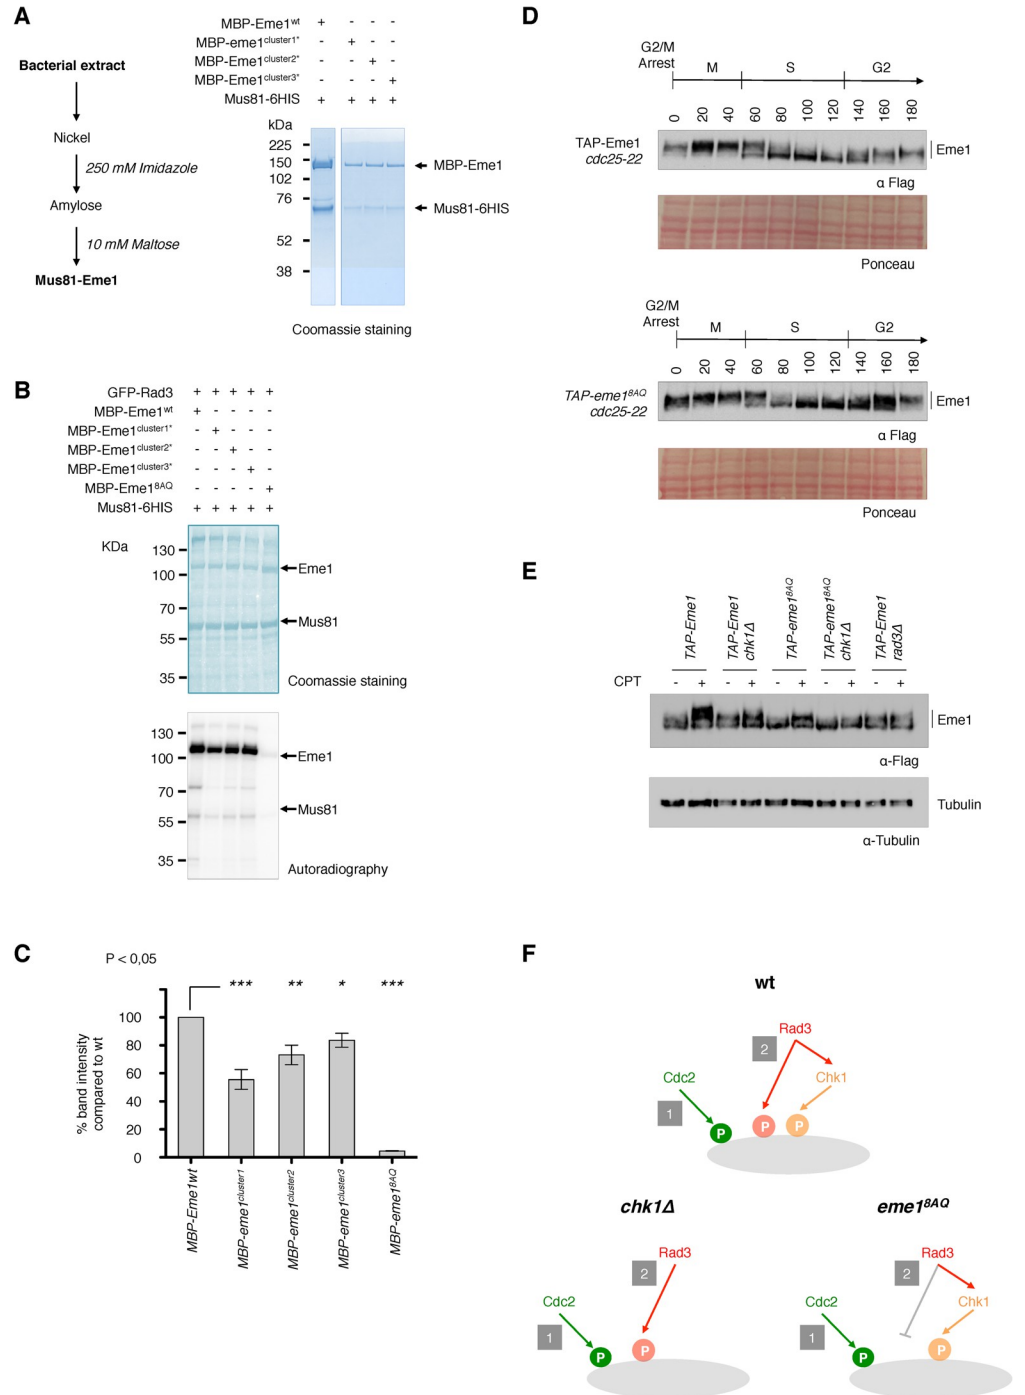 A
Bacterial extract
Nickel
250 mM Imidazole
Amylose
10 mM Maltose
Mus81-Eme1
MBP-Eme1wt + - - -
MBP-eme1cluster1* - + - -
MBP-Eme1cluster2* - - + -
MBP-Eme1cluster3* - - - +
Mus81-6HIS + + + +
kDa
225
150
102
76
52
38
MBP-Eme1
Mus81-6HIS
Coomassie staining
B
GFP-Rad3 + + + + +
MBP-Eme1wt + - - - -
MBP-Eme1cluster1* - + - - -
MBP-Eme1cluster2* - - + - -
MBP-Eme1cluster3* - - - + -
MBP-Eme18AQ - - - - +
Mus81-6HIS + + + + +
KDa
130
100
70
55
35
Eme1
Mus81
Coomassie staining
130
100
70
55
35
Eme1
Mus81
Autoradiography
C
P < 0,05
*** ** * ***
% band intensity
compared to wt
100
80
60
40
20
0
MBP-Eme1wt
MBP-eme1cluster1
MBP-eme1cluster2
MBP-eme1cluster3
MBP-eme18AQ
D
G2/M
Arrest
M S G2
0 20 40 60 80 100 120 140 160 180
TAP-Eme1
cdc25-22
Eme1
α Flag
Ponceau
G2/M
Arrest
M S G2
0 20 40 60 80 100 120 140 160 180
TAP-eme18AQ
cdc25-22
Eme1
α Flag
Ponceau
E
TAP-Eme1
TAP-Eme1
chk1Δ
TAP-eme18AQ
TAP-eme18AQ
chk1Δ
TAP-Eme1
rad3Δ
CPT - + - + - + - + - +
Eme1
α-Flag
Tubulin
α-Tubulin
F
wt
Rad3
2
Cdc2
Chk1
1
P P P
chk1Δ
Rad3
2
Cdc2
1
P P
eme18AQ
Rad3
2
Cdc2
Chk1
1
P P